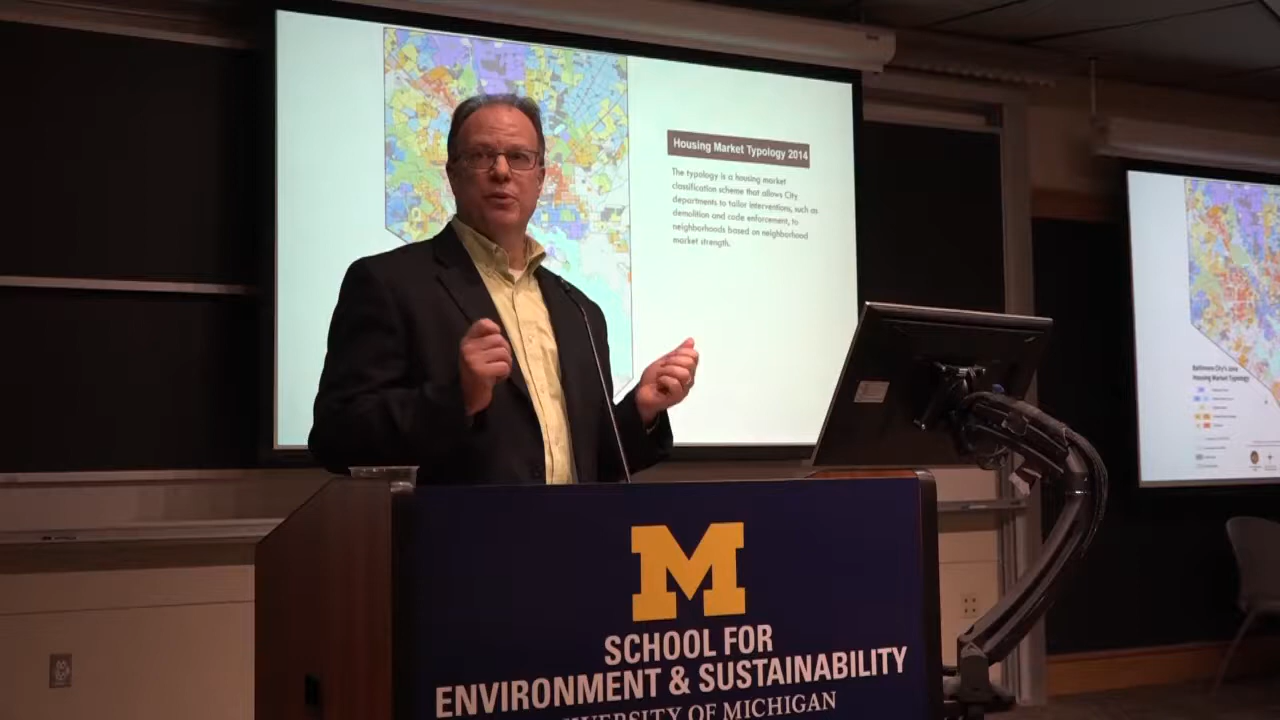 Housing Market Typology 2014
The typology is a housing market
classification scheme that allows City
departments to tailor interventions, such as
demolition and code enforcement, to
neighborhoods based on neighborhood
market strength.
Baltimore City's
Housing Market Typology
M
SCHOOL FOR
ENVIRONMENT & SUSTAINABILITY
UNIVERSITY OF MICHIGAN